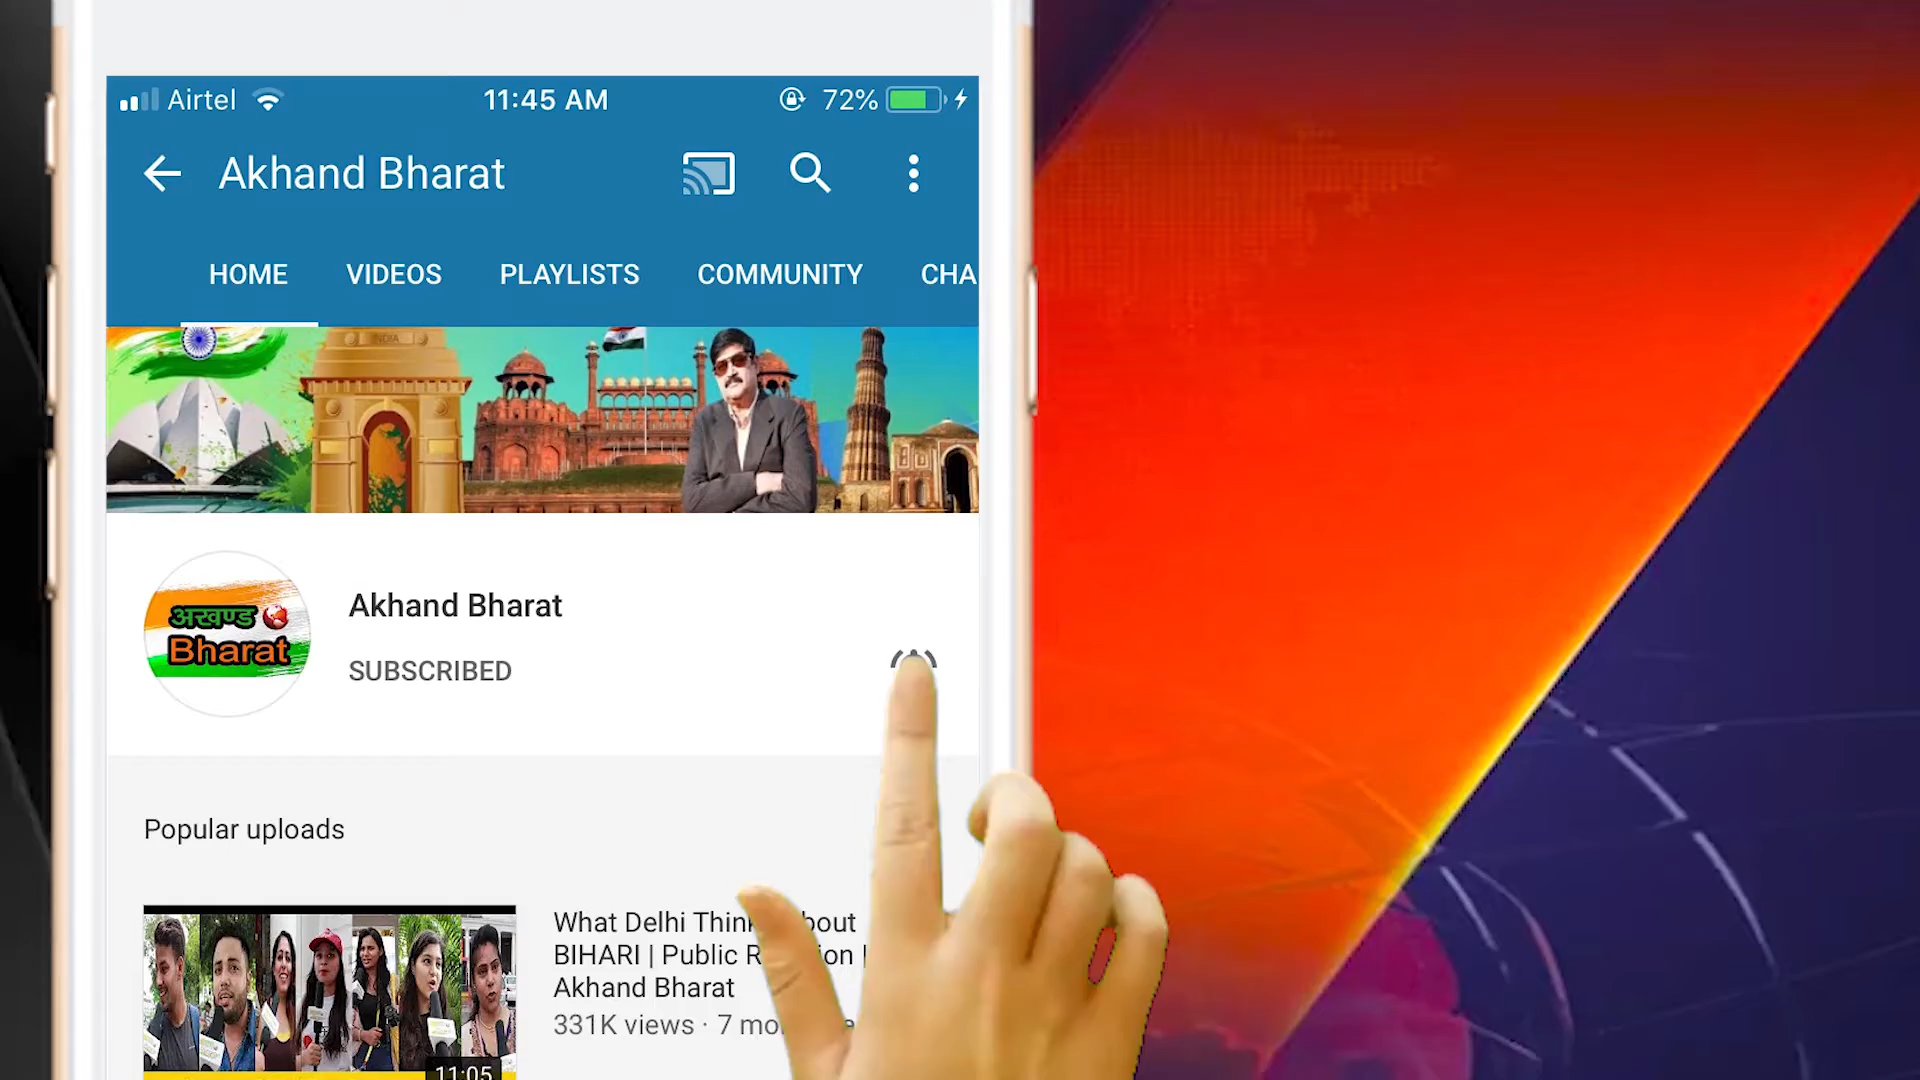 Airtel
11:45 AM
72%
Akhand Bharat
HOME
VIDEOS
PLAYLISTS
COMMUNITY
CHA
INDIA
अखण्ड
Bharat
Akhand Bharat
SUBSCRIBED
Popular uploads
What Delhi Thin bout
BIHARI | Public R ion |
Akhand Bharat
331K views · 7 mo
11:05